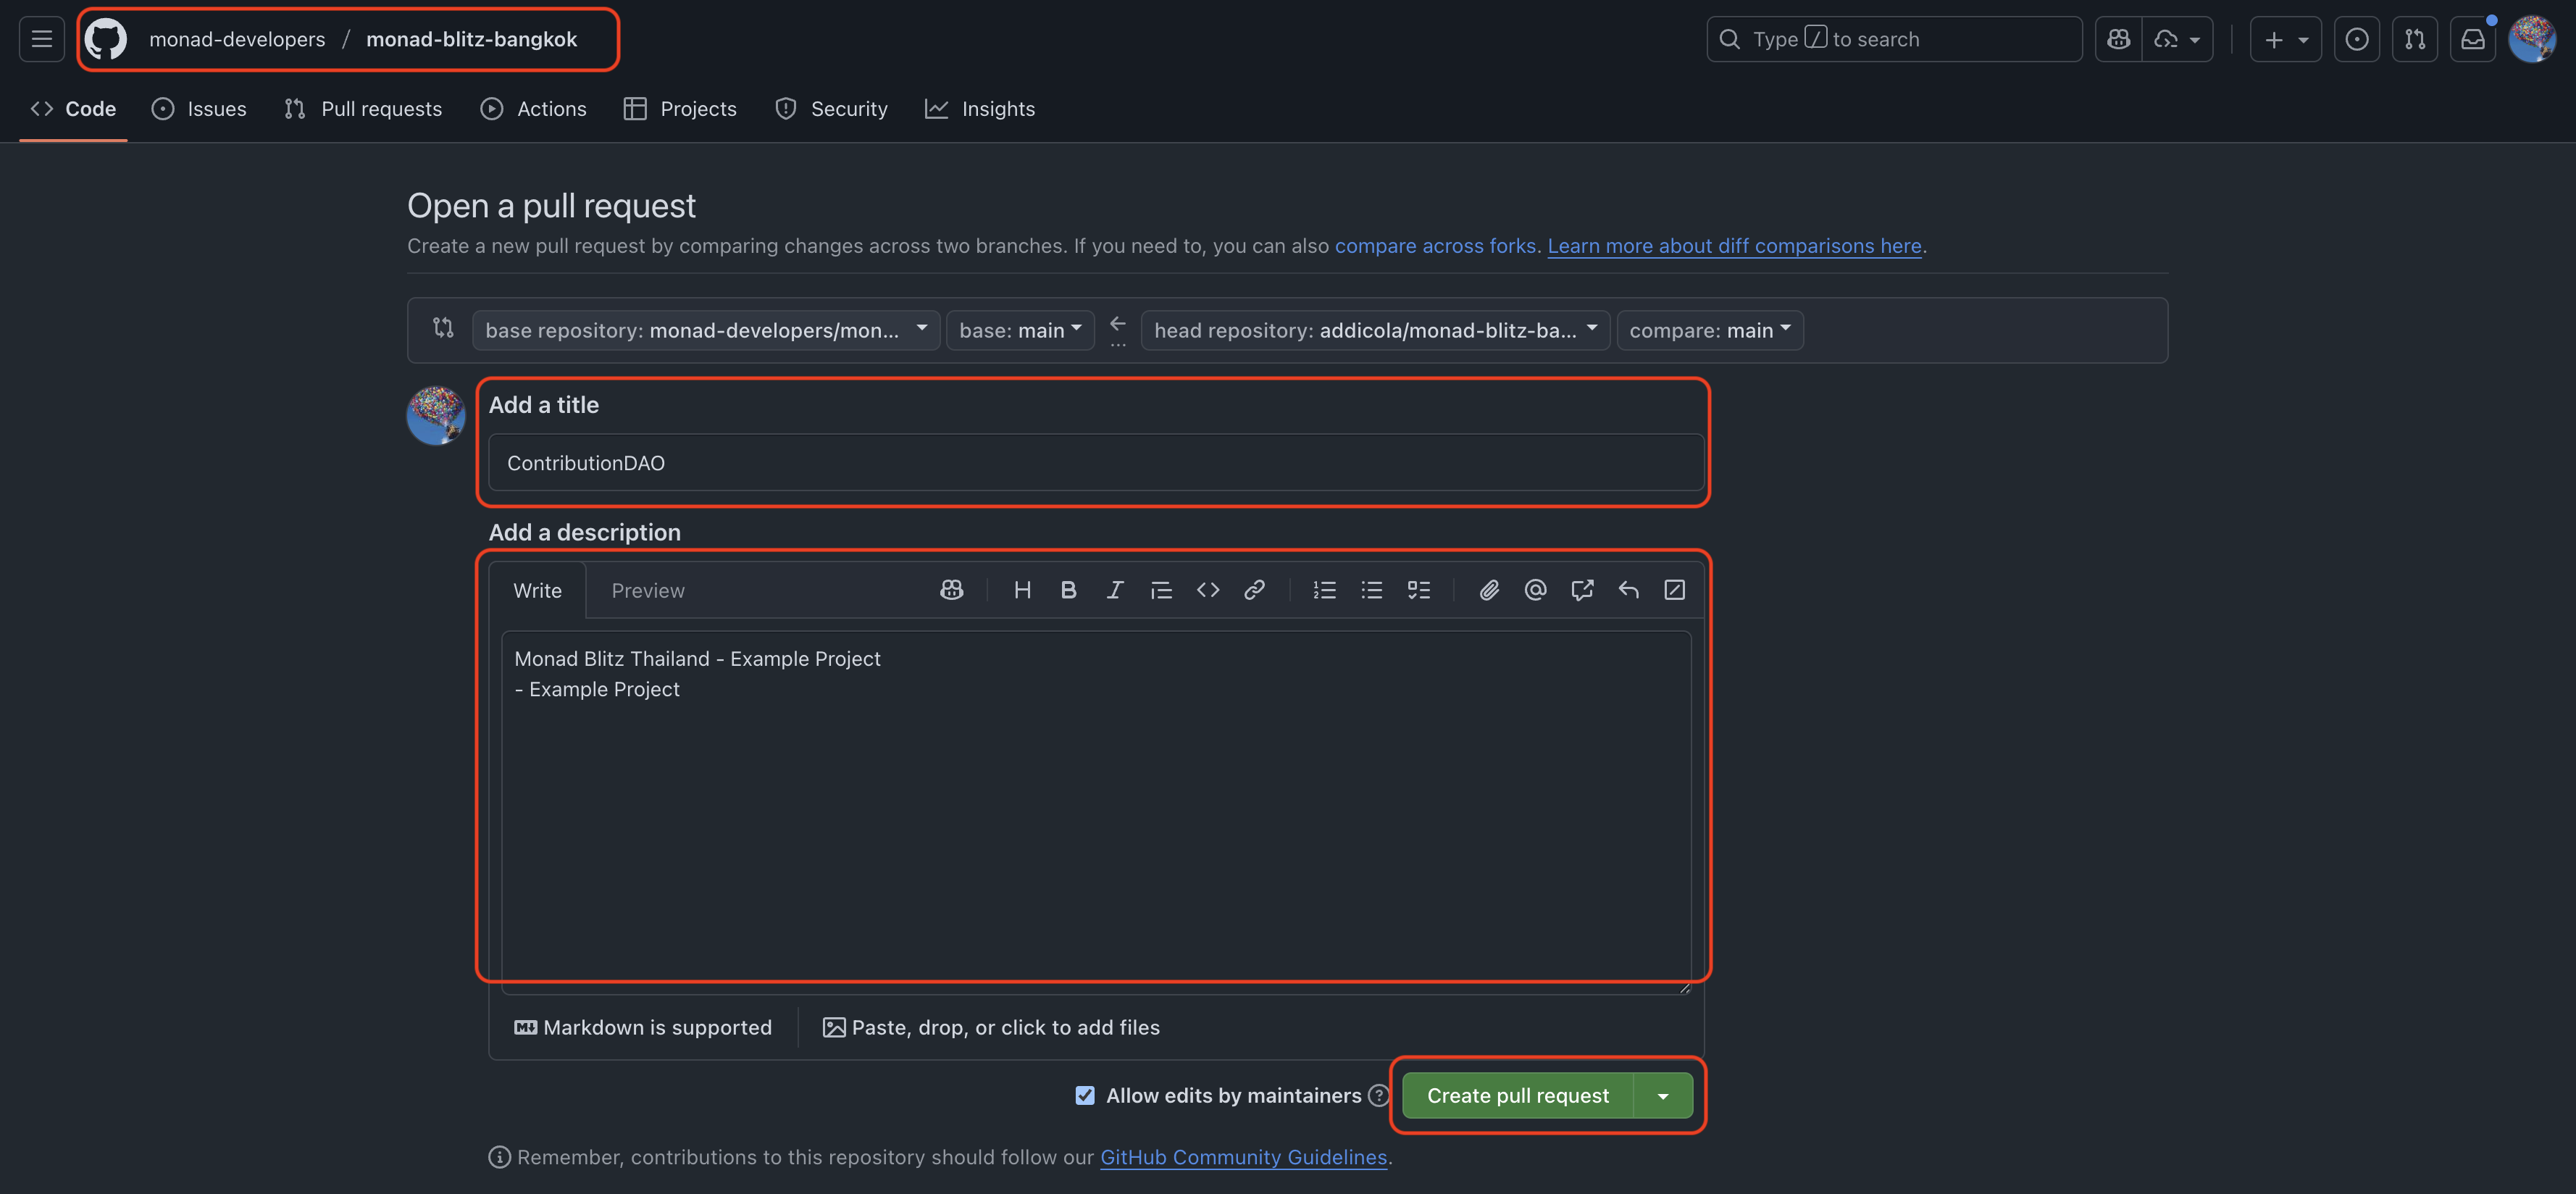 monad-developers / monad-blitz-bangkok
Type / to search
Code
Issues
Pull requests
Actions
Projects
Security
Insights
Open a pull request
Create a new pull request by comparing changes across two branches. If you need to, you can also compare across forks. Learn more about diff comparisons here.
base repository: monad-developers/mon...
base: main
...
head repository: addicola/monad-blitz-ba...
compare: main
Add a title
ContributionDAO
Add a description
Write
Preview
Monad Blitz Thailand - Example Project
- Example Project
Markdown is supported
Paste, drop, or click to add files
Allow edits by maintainers
Create pull request
Remember, contributions to this repository should follow our GitHub Community Guidelines.